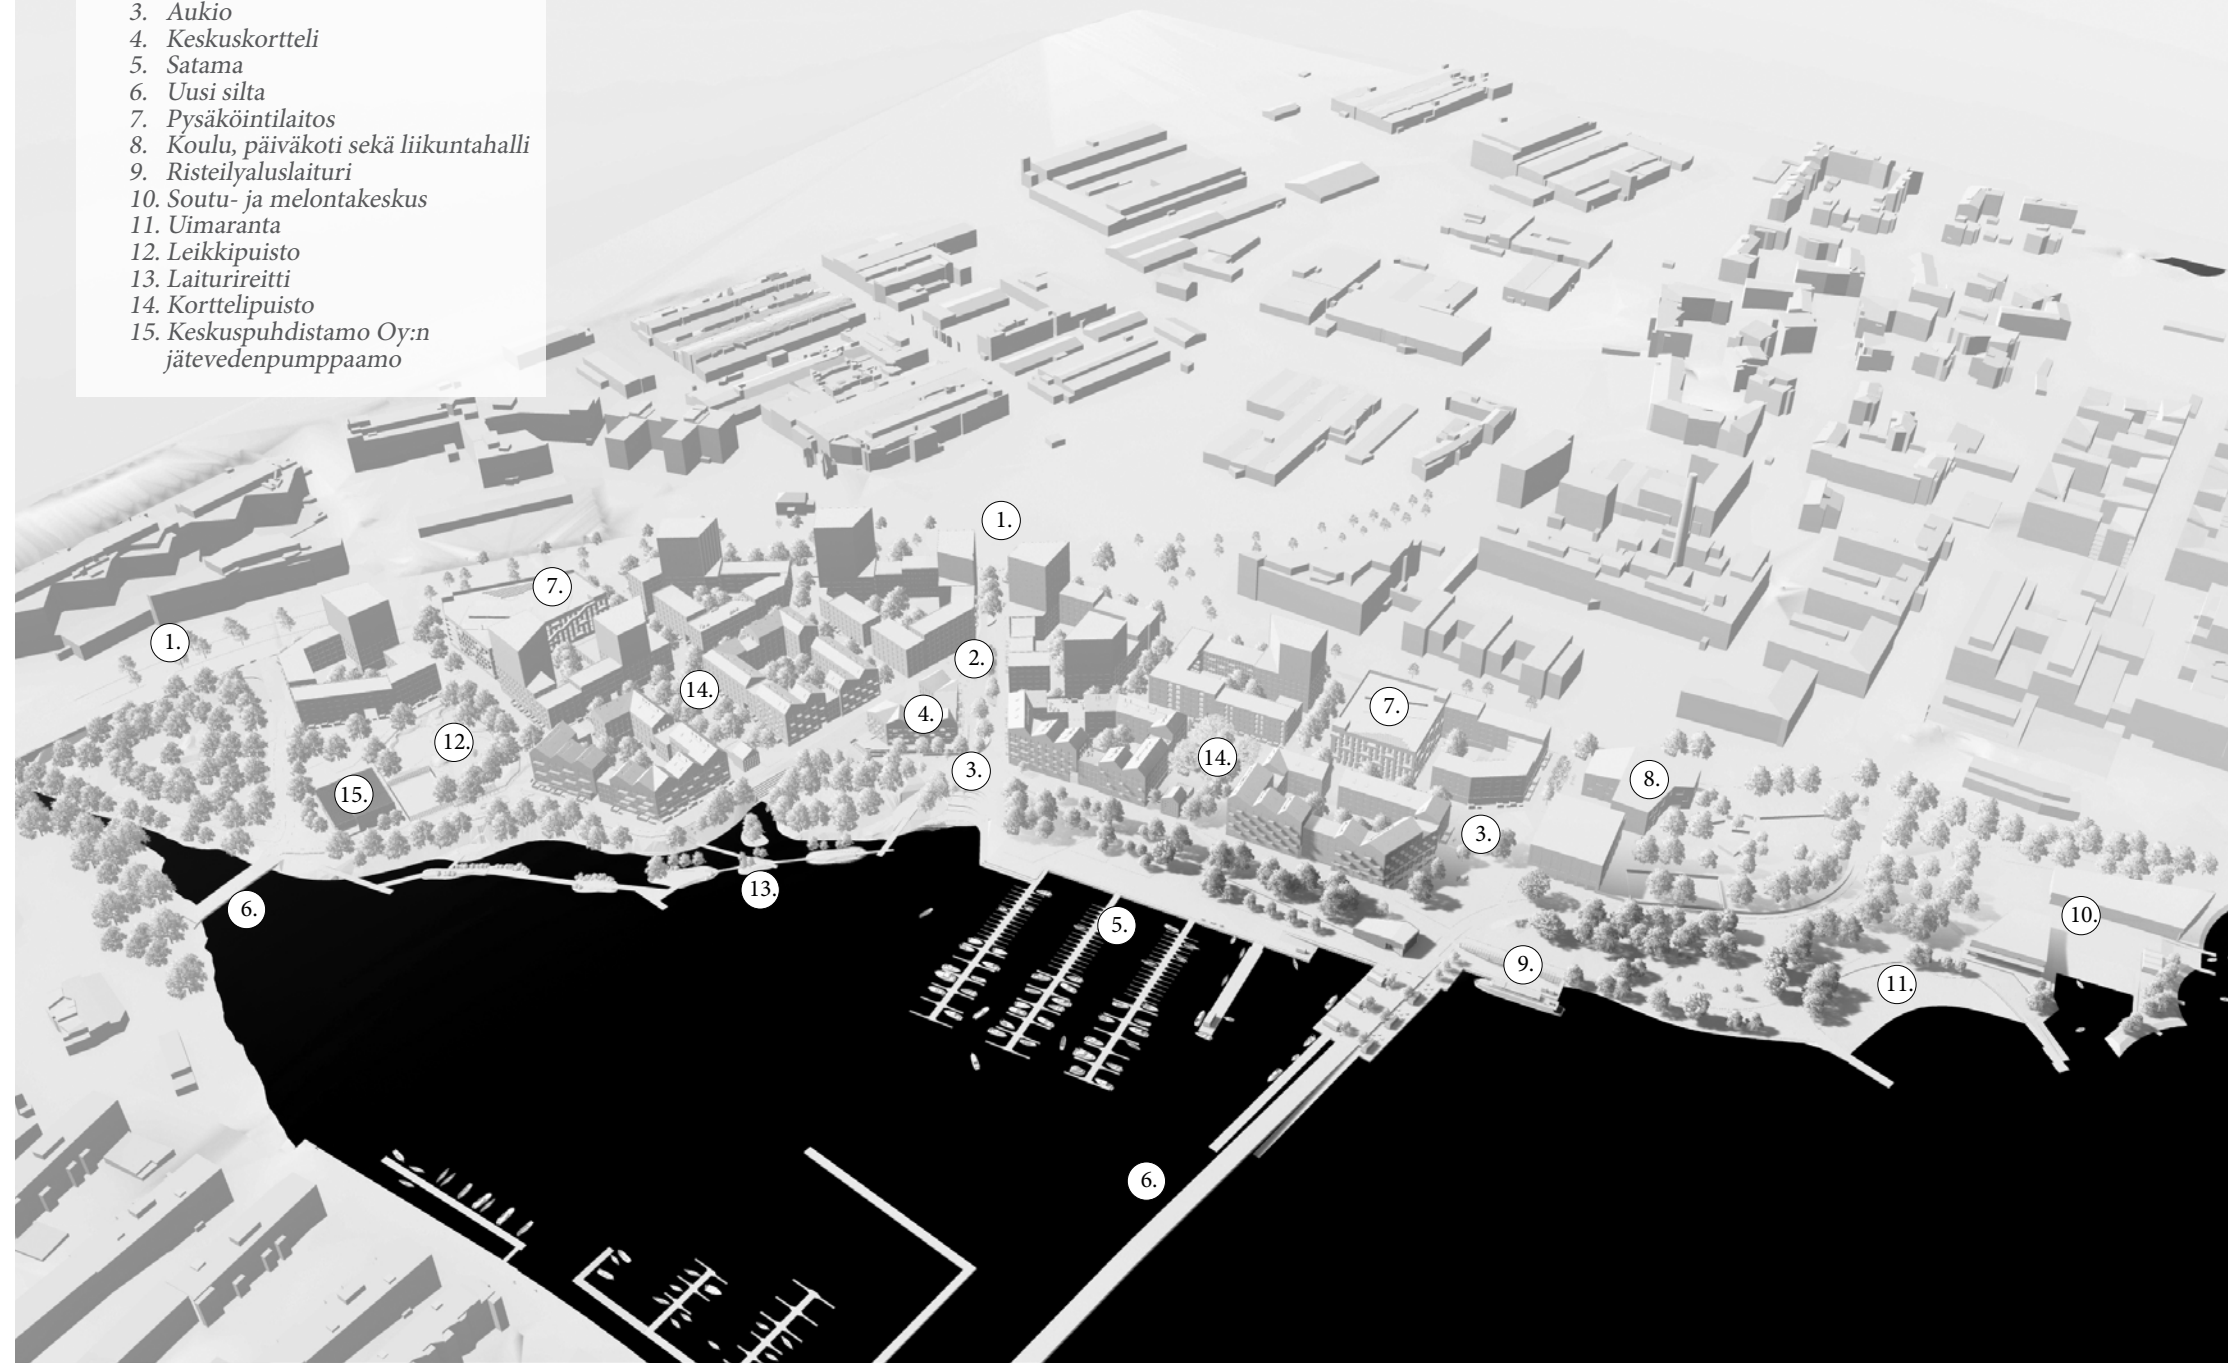 3. Aukio
4. Keskuskortteli
5. Satama
6. Uusi silta
7. Pysäköintilaitos
8. Koulu, päiväkoti sekä liikuntahalli
9. Risteilyaluslaituri
10. Soutu- ja melontakeskus
11. Uimaranta
12. Leikkipuisto
13. Laiturireitti
14. Korttelipuisto
15. Keskuspuhdistamo Oy:n
jätevedenpumppaamo
1.
7.
1.
2.
14.
4.
7.
12.
14.
3.
8.
15.
3.
13.
6.
5.
10.
9.
11.
6.